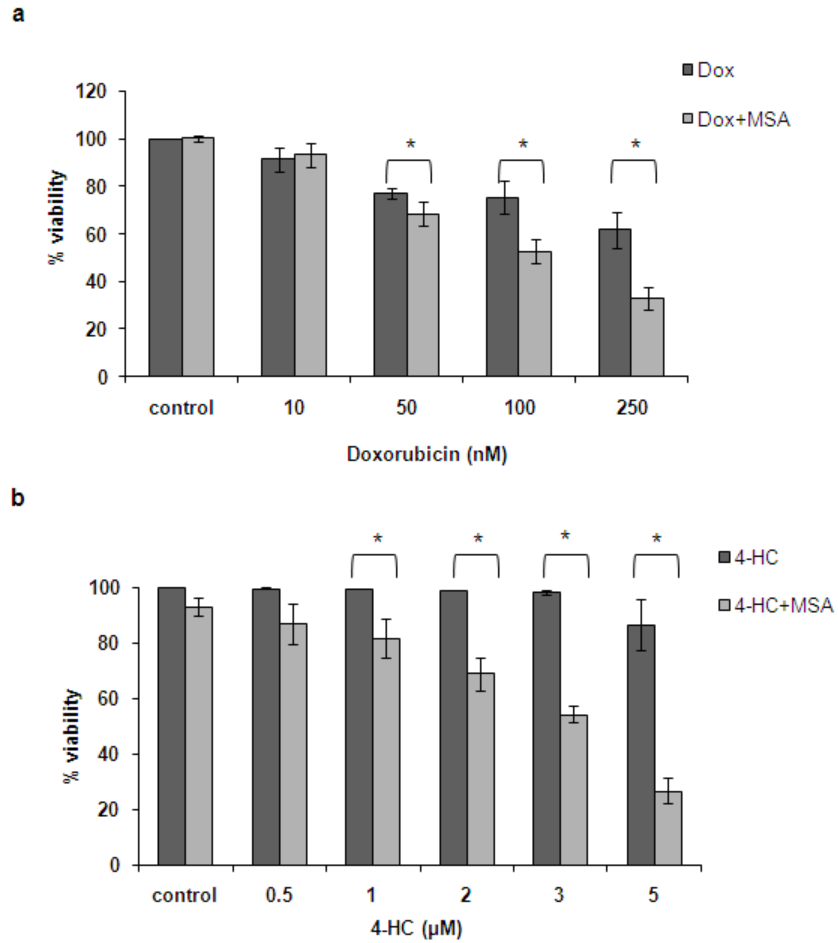 a
Dox
Dox+MSA
120
100
80
60
40
20
0
% viability
* * *
control 10 50 100 250
Doxorubicin (nM)
b
4-HC
4-HC+MSA
* * * *
100
80
60
40
20
0
% viability
control 0.5 1 2 3 5
4-HC (µM)